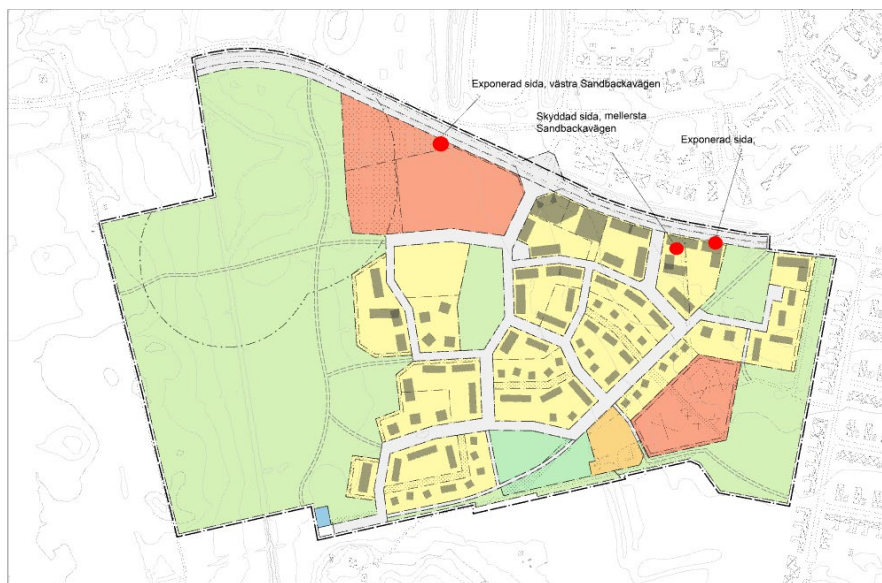 Exponerad sida, västra Sandbackavägen
Skyddad sida, mellersta
Sandbackavägen
Exponerad sida,